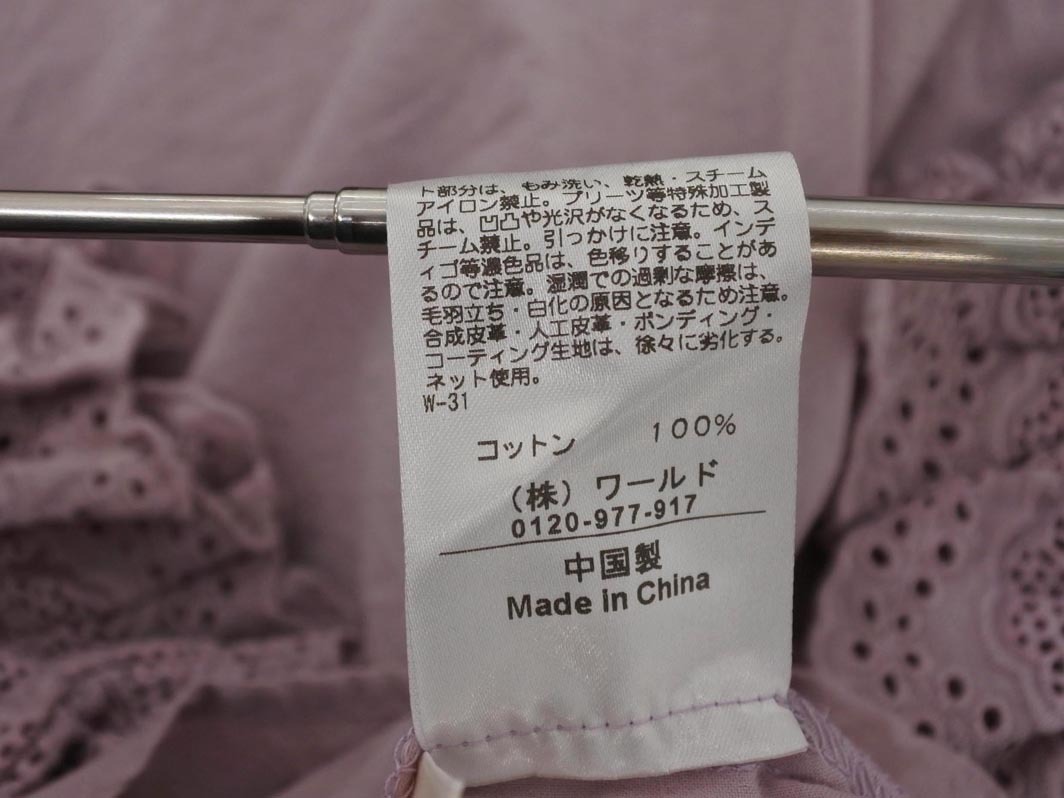 ト部分は、もみ洗い、乾熱・スチーム
アイロン禁止。プリーツ等特殊加工製
品は、凹凸や光沢がなくなるため、ス
チーム禁止。引っかけに注意。インデ
ィゴ等濃色品は、色移りすることがあ
るので注意。湿潤での過剰な摩擦は、
毛羽立ち・白化の原因となるため注意。
合成皮革・人工皮革・ボンディング・
コーティング生地は、徐々に劣化する。
ネット使用。
W-31
コットン 100%
(株)ワールド
0120-977-917
中国製
Made in China